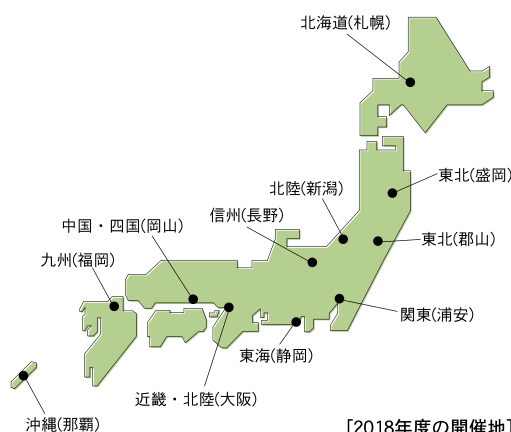 北海道(札幌)
東北(盛岡)
北陸(新潟)
信州(長野)
中国・四国(岡山)
東北(郡山)
九州(福岡)
関東(浦安)
東海(静岡)
近畿・北陸(大阪)
沖縄(那覇)
[2018年度の開催地]